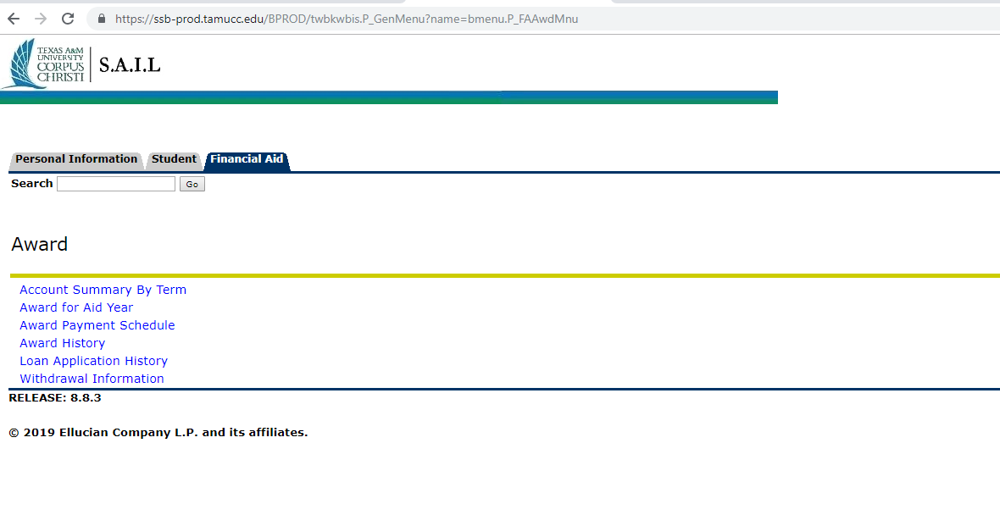 https://ssb-prod.tamucc.edu/BPROD/twbkwbis.P_GenMenu?name=bmenu.P_FAAwdMnu
TEXAS A&M
UNIVERSITY
CORPUS
CHRISTI
S.A.I.L
Personal Information Student Financial Aid
Search Go
Award
Account Summary By Term
Award for Aid Year
Award Payment Schedule
Award History
Loan Application History
Withdrawal Information
RELEASE: 8.8.3
© 2019 Ellucian Company L.P. and its affiliates.